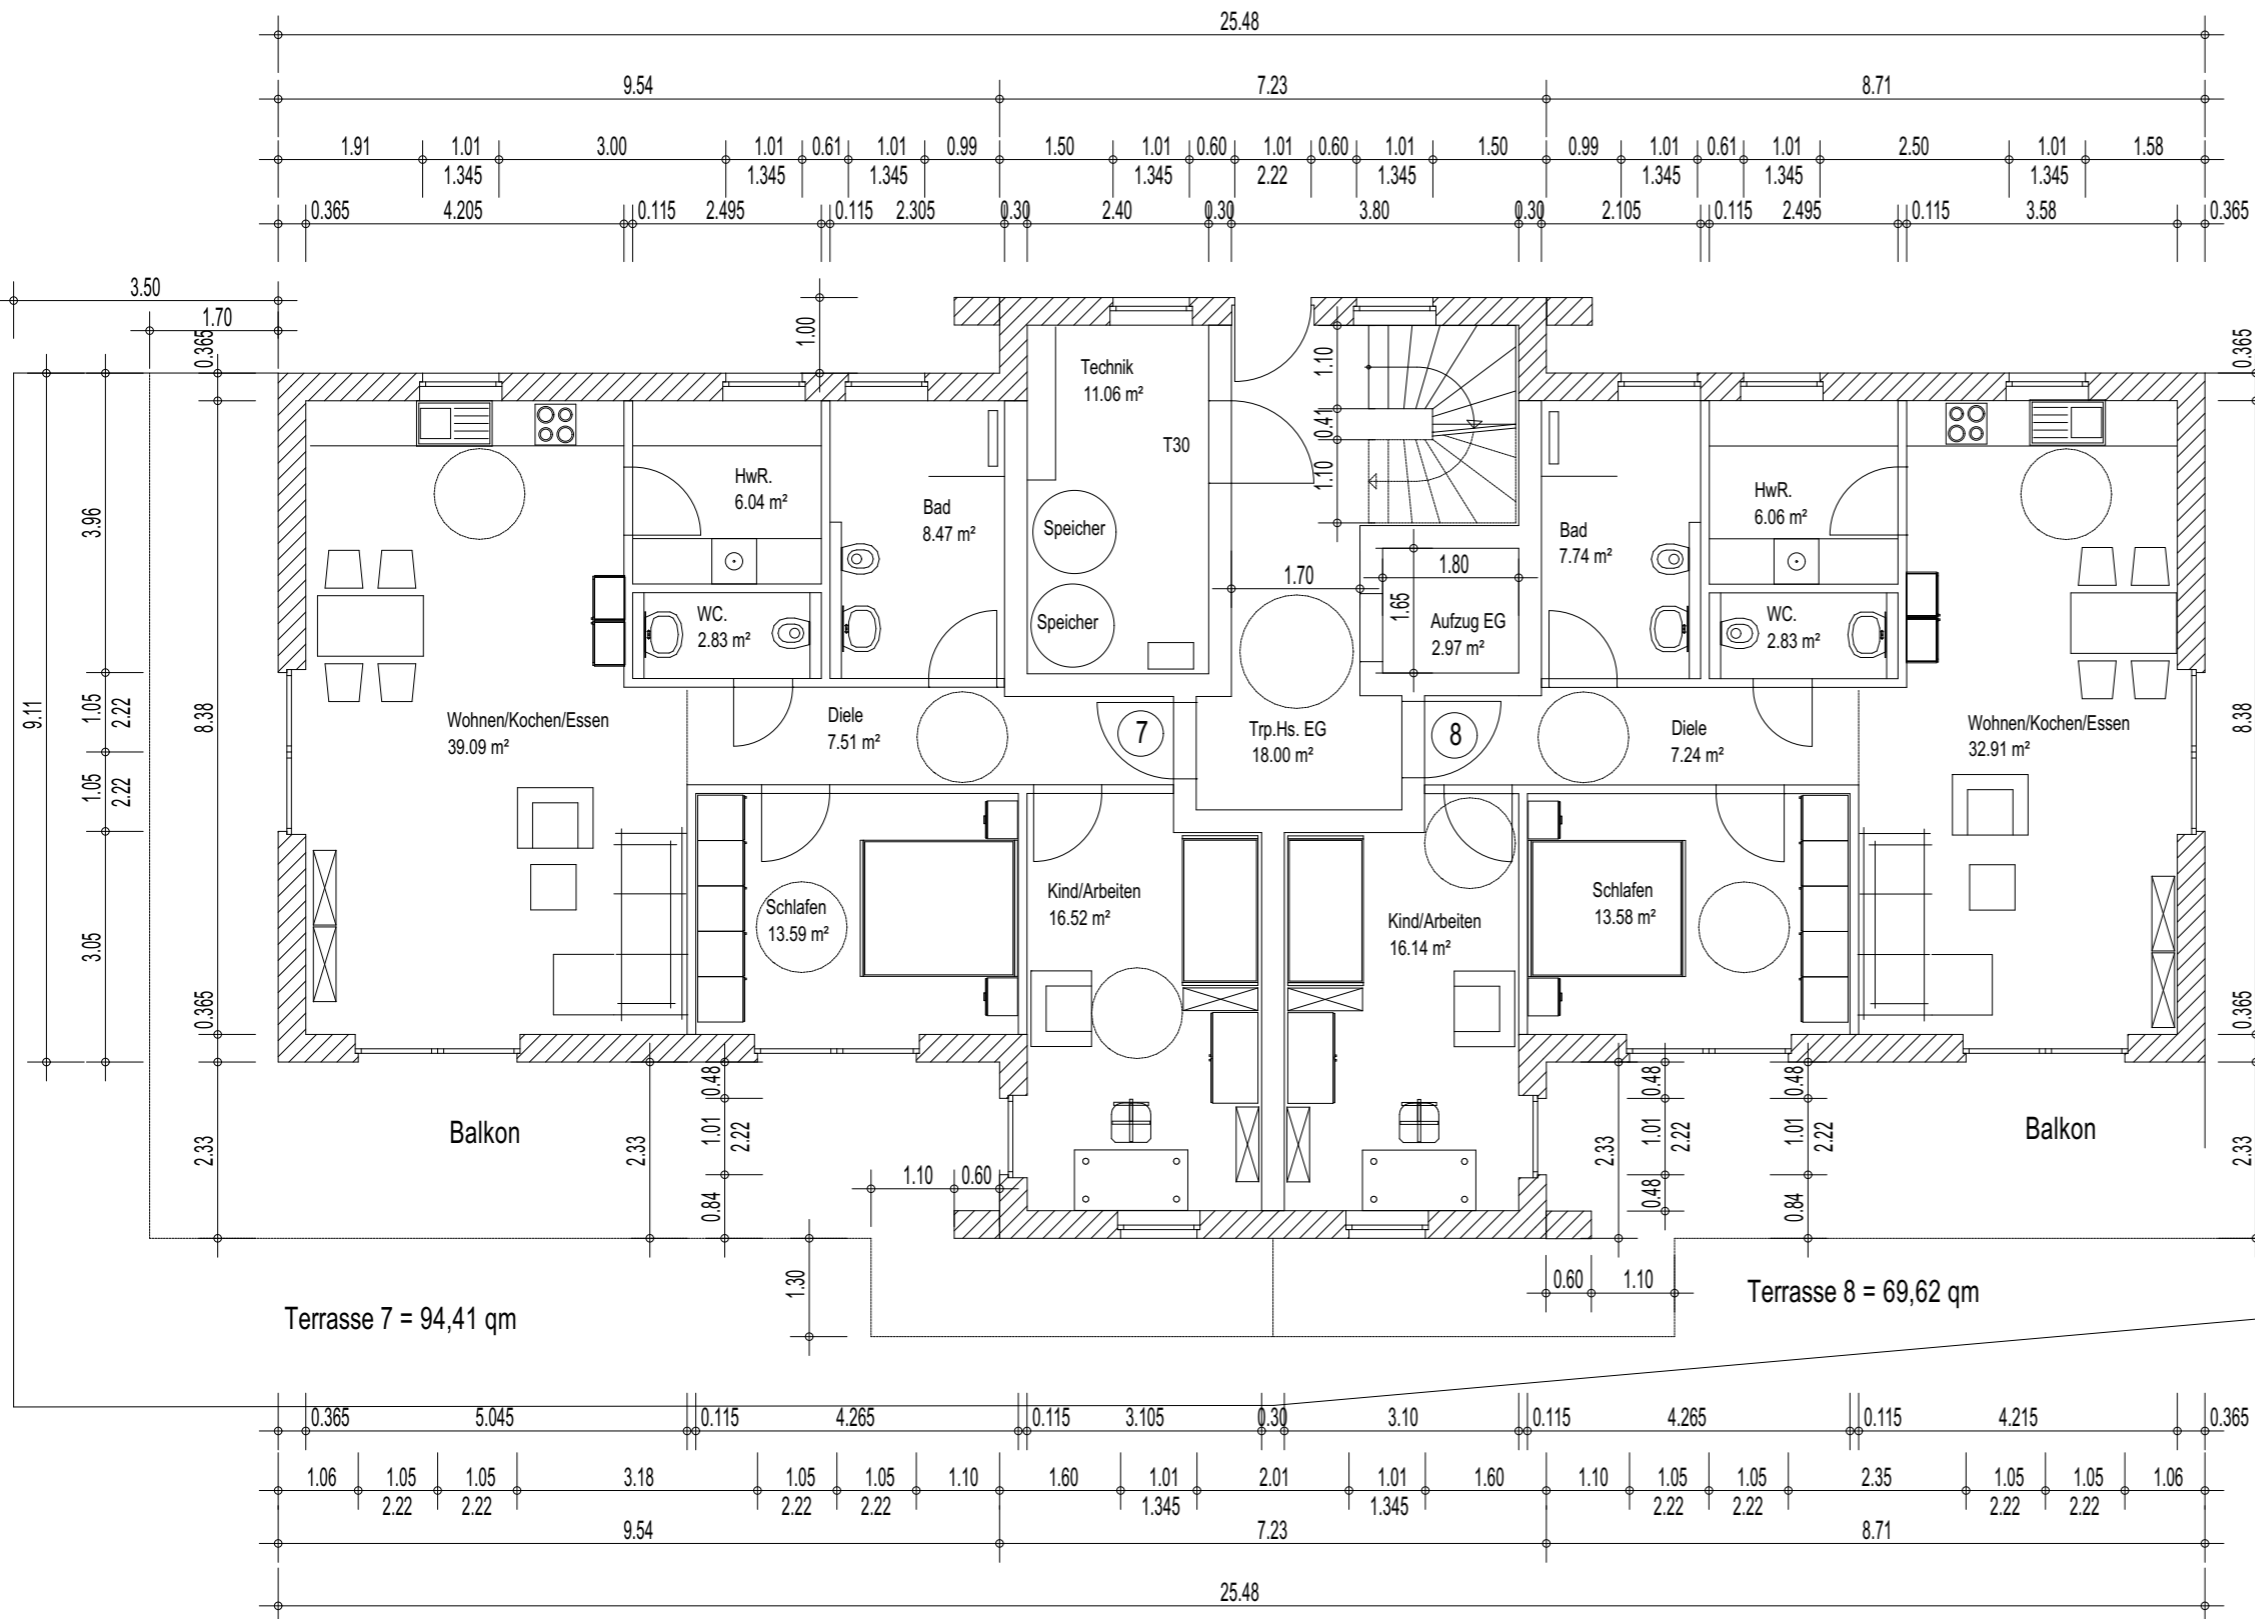 25.48
9.54 7.23 8.71
1.91 1.01 3.00 1.01 0.61 1.01 0.99 1.50 1.01 0.60 1.01 0.60 1.01 1.50 0.99 1.01 0.61 1.01 2.50 1.01 1.58
1.345 1.345 1.345 1.345 2.22 1.345 1.345 1.345 1.345
0.365 4.205 0.115 2.495 0.115 2.305 0.30 2.40 0.30 3.80 0.30 2.105 0.115 2.495 0.115 3.58 0.365
3.50
1.70
0.365
1.00
1.10
0.41
1.10
0.365
Technik
11.06 m²
T30
Speicher
Speicher
HwR.
6.04 m²
Bad
8.47 m²
WC.
2.83 m²
Wohnen/Kochen/Essen
39.09 m²
Diele
7.51 m²
7
1.70
1.80
1.65
Aufzug EG
2.97 m²
Trp.Hs. EG
18.00 m²
8
Bad
7.74 m²
HwR.
6.06 m²
WC.
2.83 m²
Diele
7.24 m²
Wohnen/Kochen/Essen
32.91 m²
9.11
3.96
1.05
2.22
1.05
2.22
3.05
8.38
0.365
2.33
8.38
0.365
2.33
Schlafen
13.59 m²
Kind/Arbeiten
16.52 m²
Kind/Arbeiten
16.14 m²
Schlafen
13.58 m²
Balkon
2.33
0.48
1.01
2.22
0.84
1.10 0.60
1.30
2.33
0.48
1.01
2.22
0.48
0.48
1.01
2.22
0.84
Balkon
0.60 1.10
Terrasse 7 = 94,41 qm
Terrasse 8 = 69,62 qm
0.365 5.045 0.115 4.265 0.115 3.105 0.30 3.10 0.115 4.265 0.115 4.215 0.365
1.06 1.05 1.05 3.18 1.05 1.05 1.10 1.60 1.01 2.01 1.01 1.60 1.10 1.05 1.05 2.35 1.05 1.05 1.06
2.22 2.22 2.22 2.22 1.345 1.345 2.22 2.22 2.22 2.22
9.54 7.23 8.71
25.48